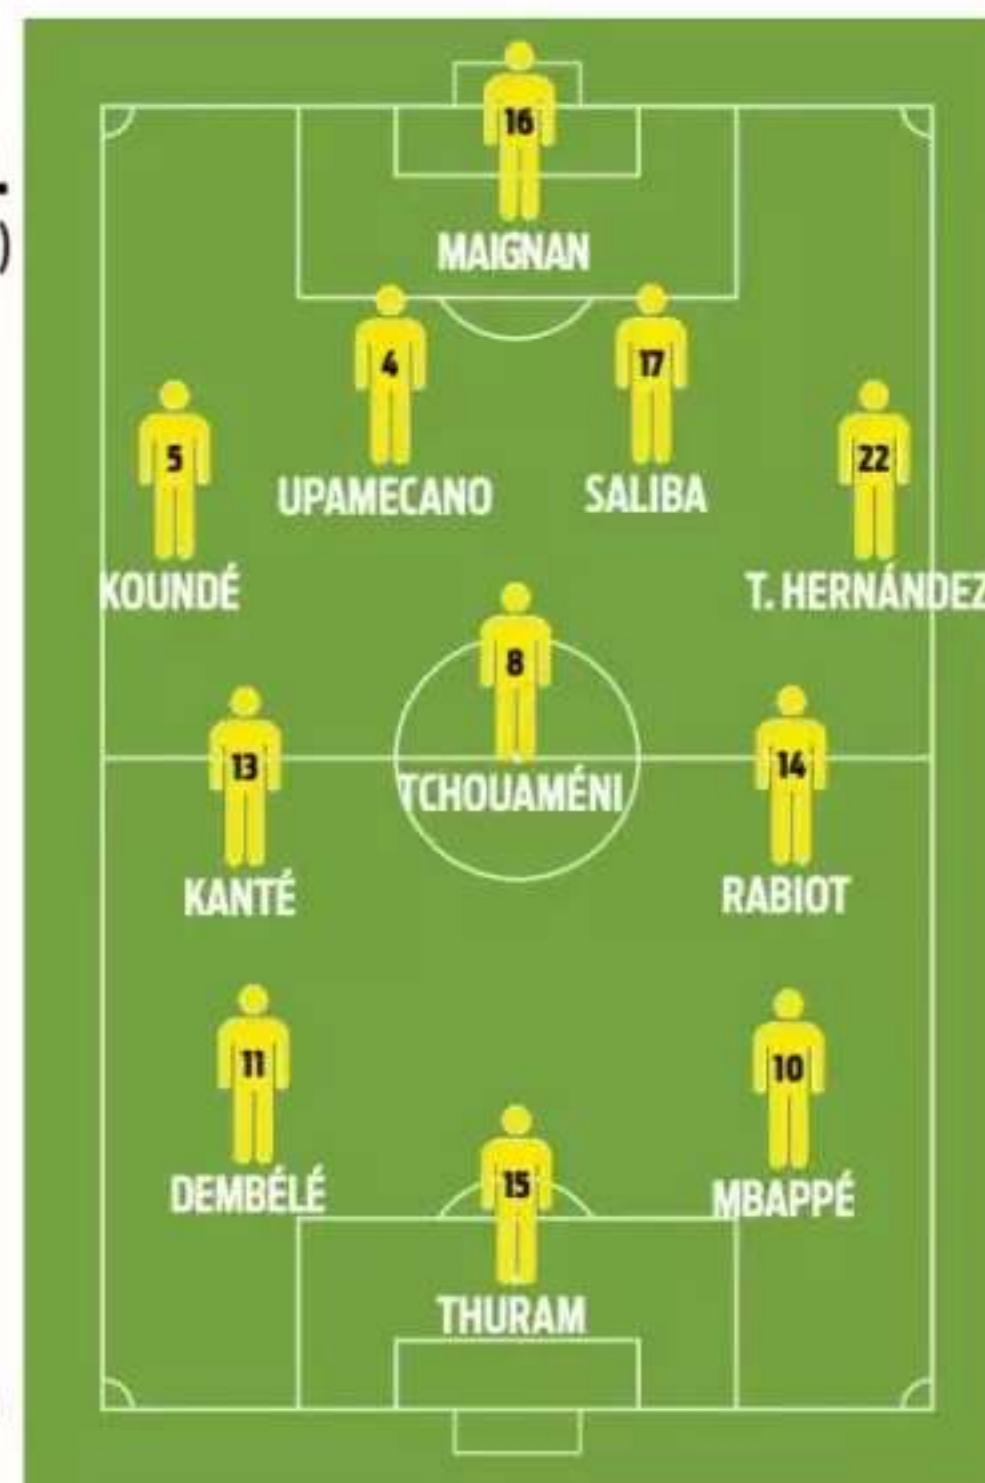 .
)
16
MAIGNAN
4
17
UPAMECANO
SALIBA
5
22
KOUNDÉ
T. HERNÁNDEZ
8
TCHOUAMÉNI
13
14
KANTÉ
RABIOT
11
10
DEMBÉLÉ
MBAPPÉ
15
THURAM